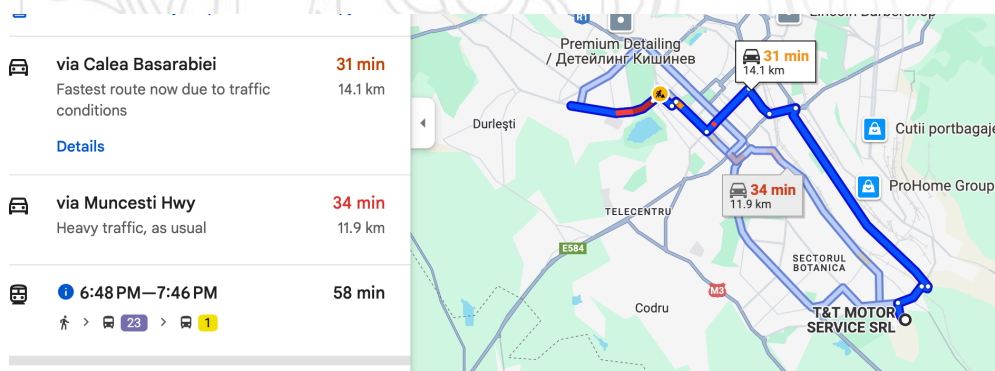 via Calea Basarabiei
31 min
Fastest route now due to traffic
14.1 km
conditions
Details
via Muncesti Hwy
34 min
Heavy traffic, as usual
11.9 km
6:48 PM—7:46 PM
58 min
23
1
R1
Premium Detailing
/ Детейлинг Кишинев
31 min
14.1 km
Durlești
Cutii portbagaje
ProHome Group
34 min
11.9 km
TELECENTRU
E584
SECTORUL
BOTANICA
M3
Codru
T&T MOTOR
SERVICE SRL